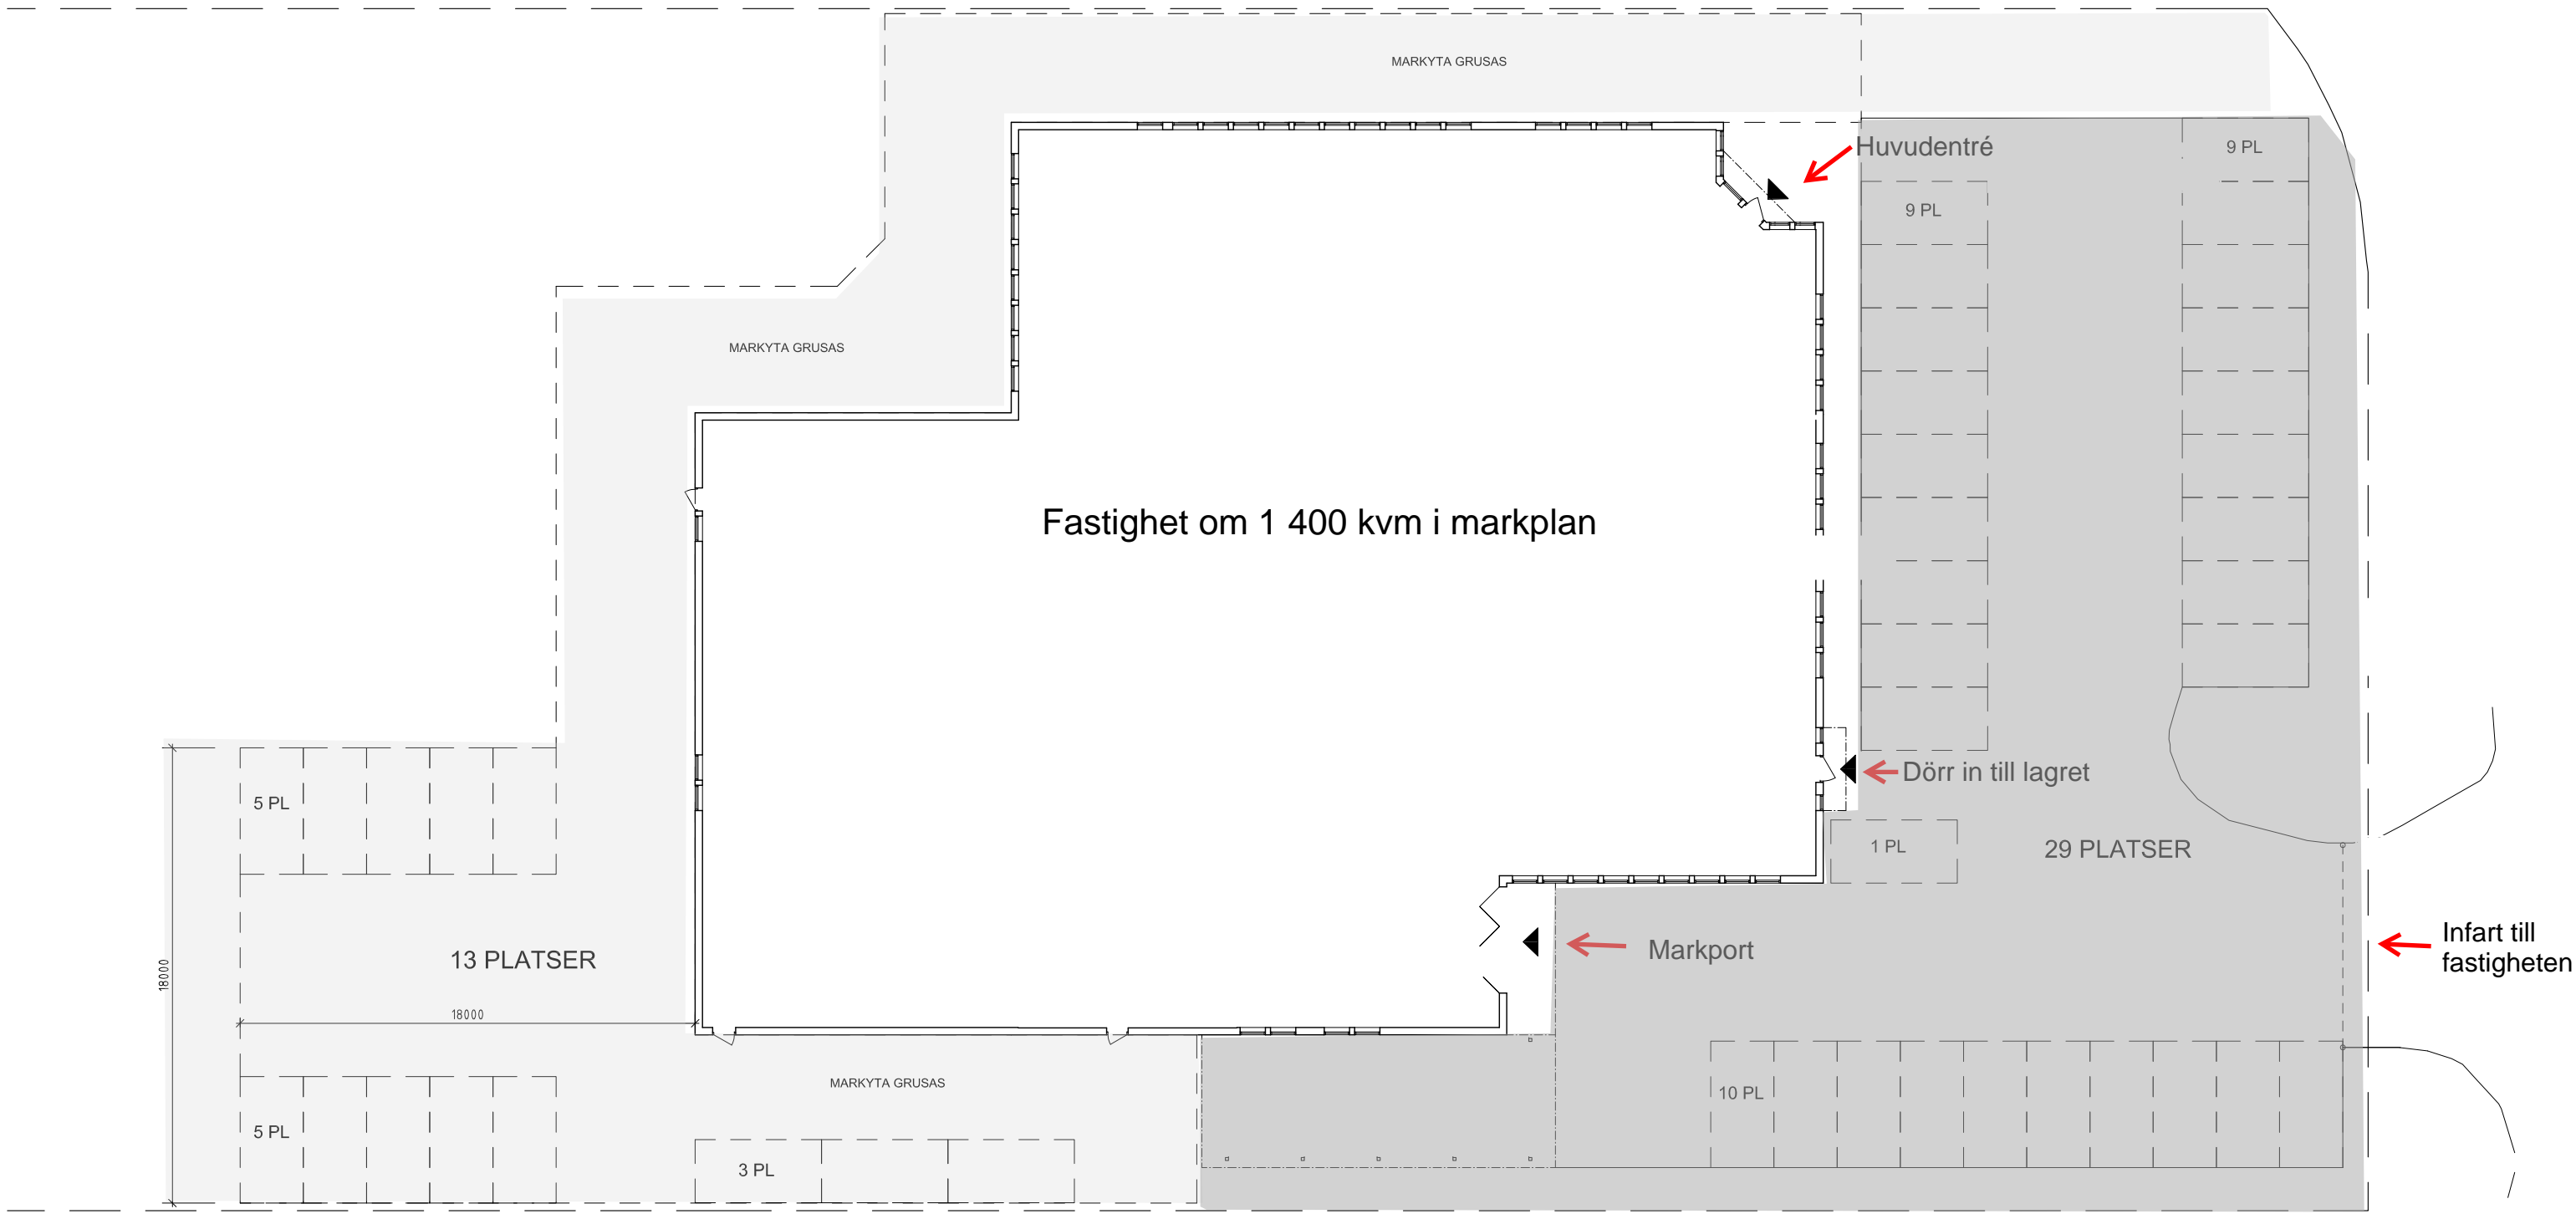 MARKYTA GRUSAS
Huvudentré
9 PL
9 PL
MARKYTA GRUSAS
Fastighet om 1 400 kvm i markplan
Dörr in till lagret
5 PL
1 PL
29 PLATSER
13 PLATSER
Markport
Infart till
fastigheten
18000
18000
MARKYTA GRUSAS
10 PL
5 PL
3 PL